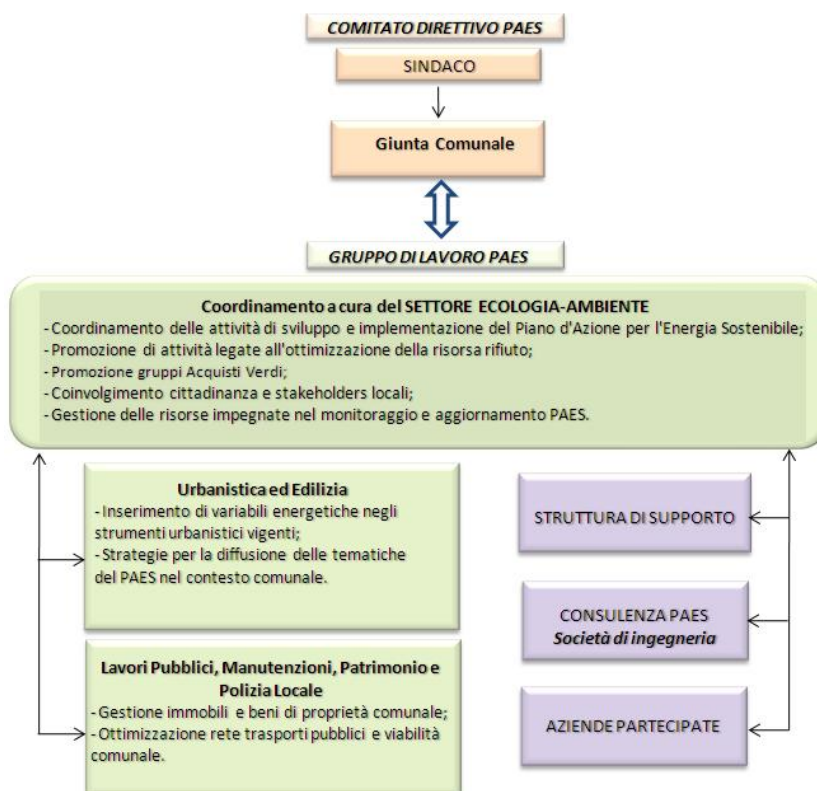 COMITATO DIRETTIVO PAES
SINDACO
Giunta Comunale
GRUPPO DI LAVORO PAES
Coordinamento a cura del SETTORE ECOLOGIA-AMBIENTE
- Coordinamento delle attività di sviluppo e implementazione del Piano d'Azione per l'Energia Sostenibile;
- Promozione di attività legate all'ottimizzazione della risorsa rifiuto;
- Promozione gruppi Acquisti Verdi;
- Coinvolgimento cittadinanza e stakeholders locali;
- Gestione delle risorse impegnate nel monitoraggio e aggiornamento PAES.
Urbanistica ed Edilizia
- Inserimento di variabili energetiche negli
strumenti urbanistici vigenti;
- Strategie per la diffusione delle tematiche
del PAES nel contesto comunale.
Lavori Pubblici, Manutenzioni, Patrimonio e
Polizia Locale
- Gestione immobili e beni di proprietà comunale;
- Ottimizzazione rete trasporti pubblici e viabilità
comunale.
STRUTTURA DI SUPPORTO
CONSULENZA PAES
Società di ingegneria
AZIENDE PARTECIPATE